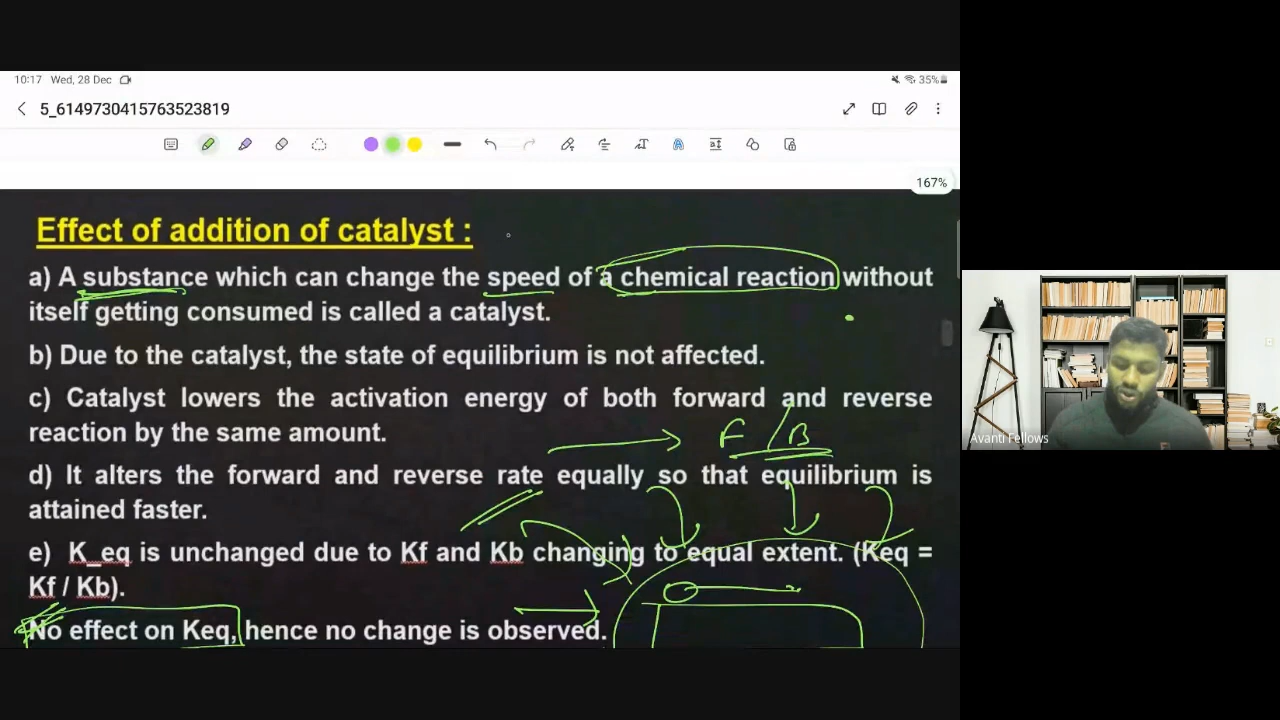 10:17 Wed, 28 Dec
35%
5_6149730415763523819
167%
Effect of addition of catalyst :
a) A substance which can change the speed of a chemical reaction without
itself getting consumed is called a catalyst.
b) Due to the catalyst, the state of equilibrium is not affected.
c) Catalyst lowers the activation energy of both forward and reverse
reaction by the same amount.
F / B
d) It alters the forward and reverse rate equally so that equilibrium is
attained faster.
e) K_eq is unchanged due to Kf and Kb changing to equal extent. (Keq =
Kf / Kb).
No effect on Keq, hence no change is observed.
Avanti Fellows